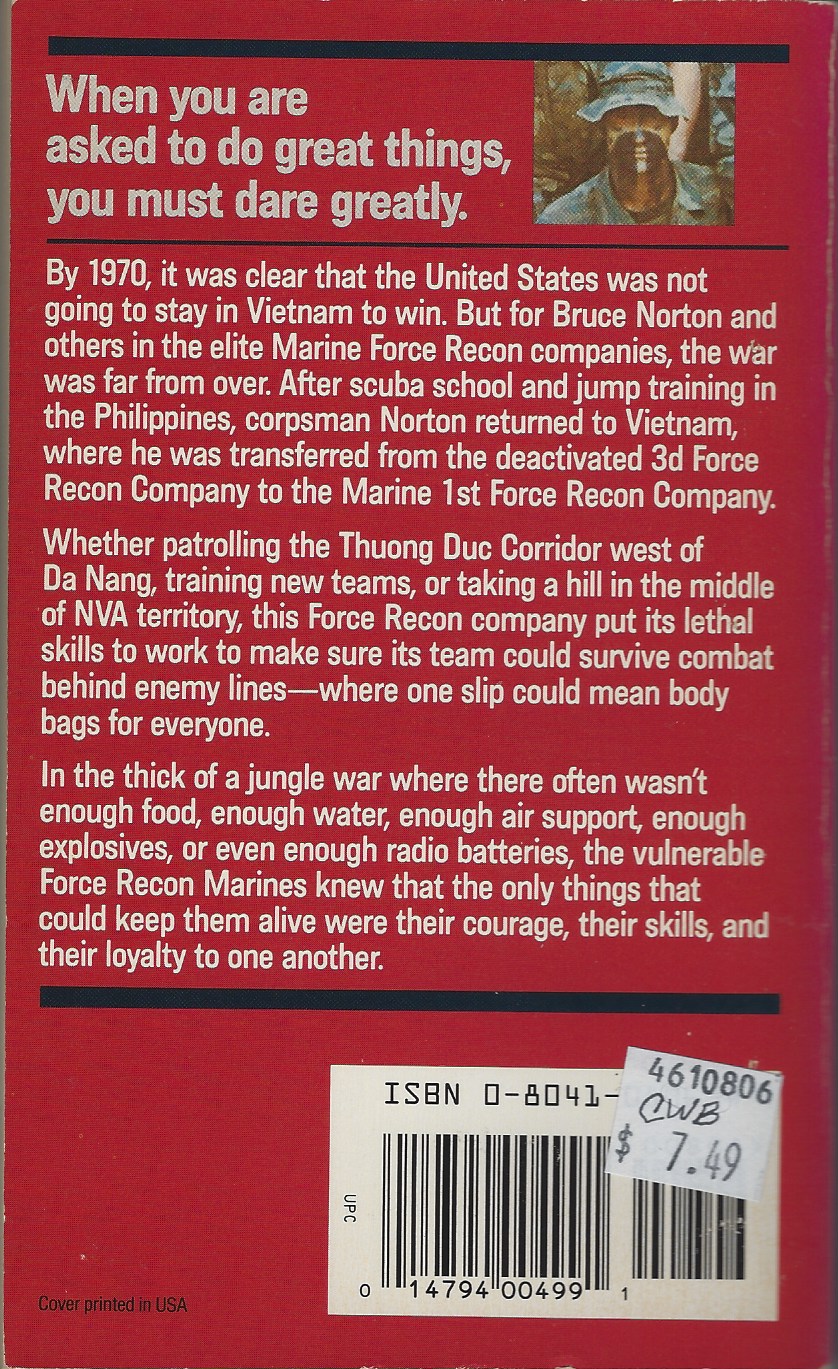 When you are
asked to do great things,
you must dare greatly.
By 1970, it was clear that the United States was not
going to stay in Vietnam to win. But for Bruce Norton and
others in the elite Marine Force Recon companies, the war
was far from over. After scuba school and jump training in
the Philippines, corpsman Norton returned to Vietnam,
where he was transferred from the deactivated 3d Force
Recon Company to the Marine 1st Force Recon Company.
Whether patrolling the Thuong Duc Corridor west of
Da Nang, training new teams, or taking a hill in the middle
of NVA territory, this Force Recon company put its lethal
skills to work to make sure its team could survive combat
behind enemy lines—where one slip could mean body
bags for everyone.
In the thick of a jungle war where there often wasn't
enough food, enough water, enough air support, enough
explosives, or even enough radio batteries, the vulnerable
Force Recon Marines knew that the only things that
could keep them alive were their courage, their skills, and
their loyalty to one another.
ISBN 0-8041-
4610806
CWB
$ 7.49
UPC
0 14794 00499 1
Cover printed in USA